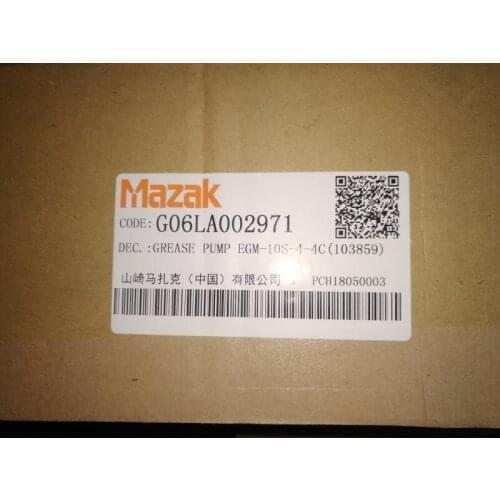 Mazak
CODE:G06LA002971
DEC.:GREASE PUMP EGM-10S-4-4C(103859)
山崎马扎克（中国）有限公司 PCH18050003